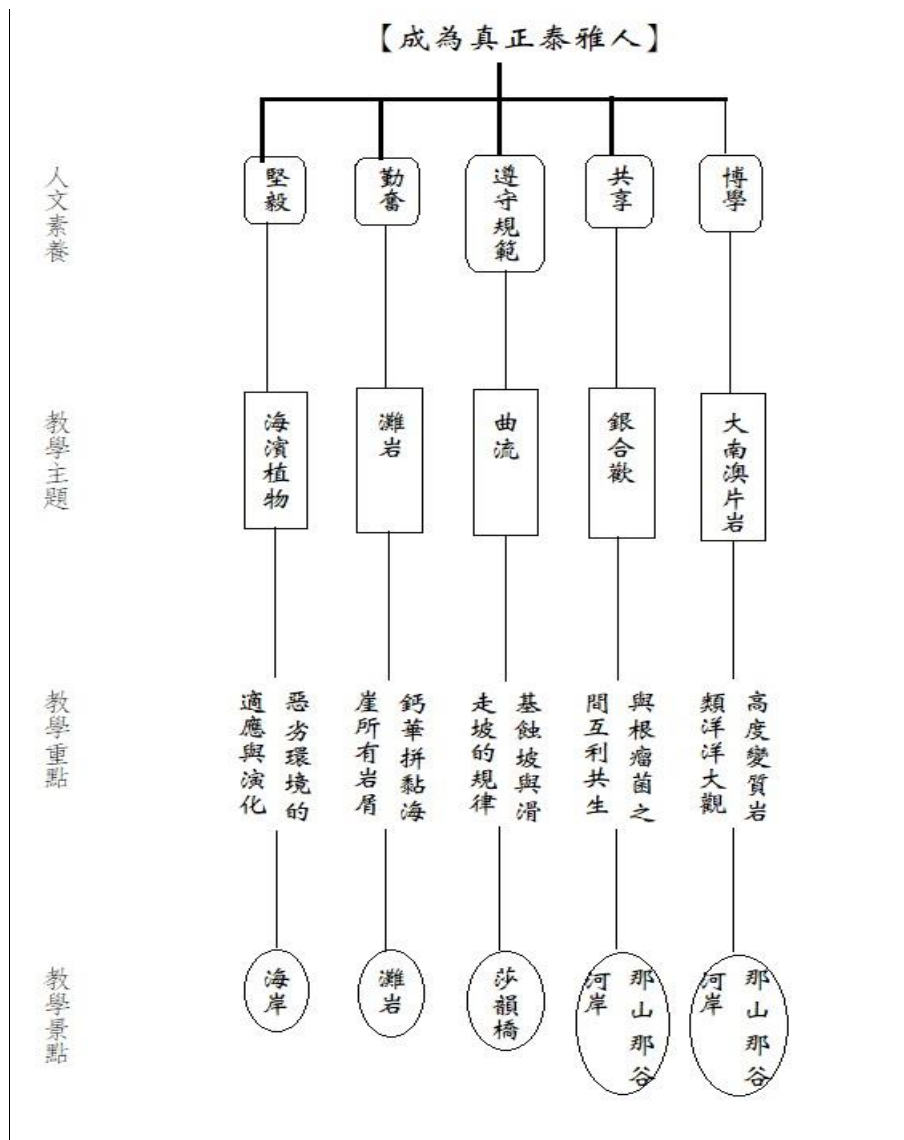 【成為真正泰雅人】
人文素養
堅毅
勤奮
遵守規範
共享
博學
教學主題
海濱植物
灘岩
曲流
銀合歡
大南澳片岩
教學重點
惡劣環境的
適應與演化
鈣華拼黏海
崖所有岩屑
基蝕坡與滑
走坡的規律
與根瘤菌之
間互利共生
高度變質岩
類洋洋大觀
教學景點
海岸
灘岩
莎韻橋
那山那谷
河岸
那山那谷
河岸